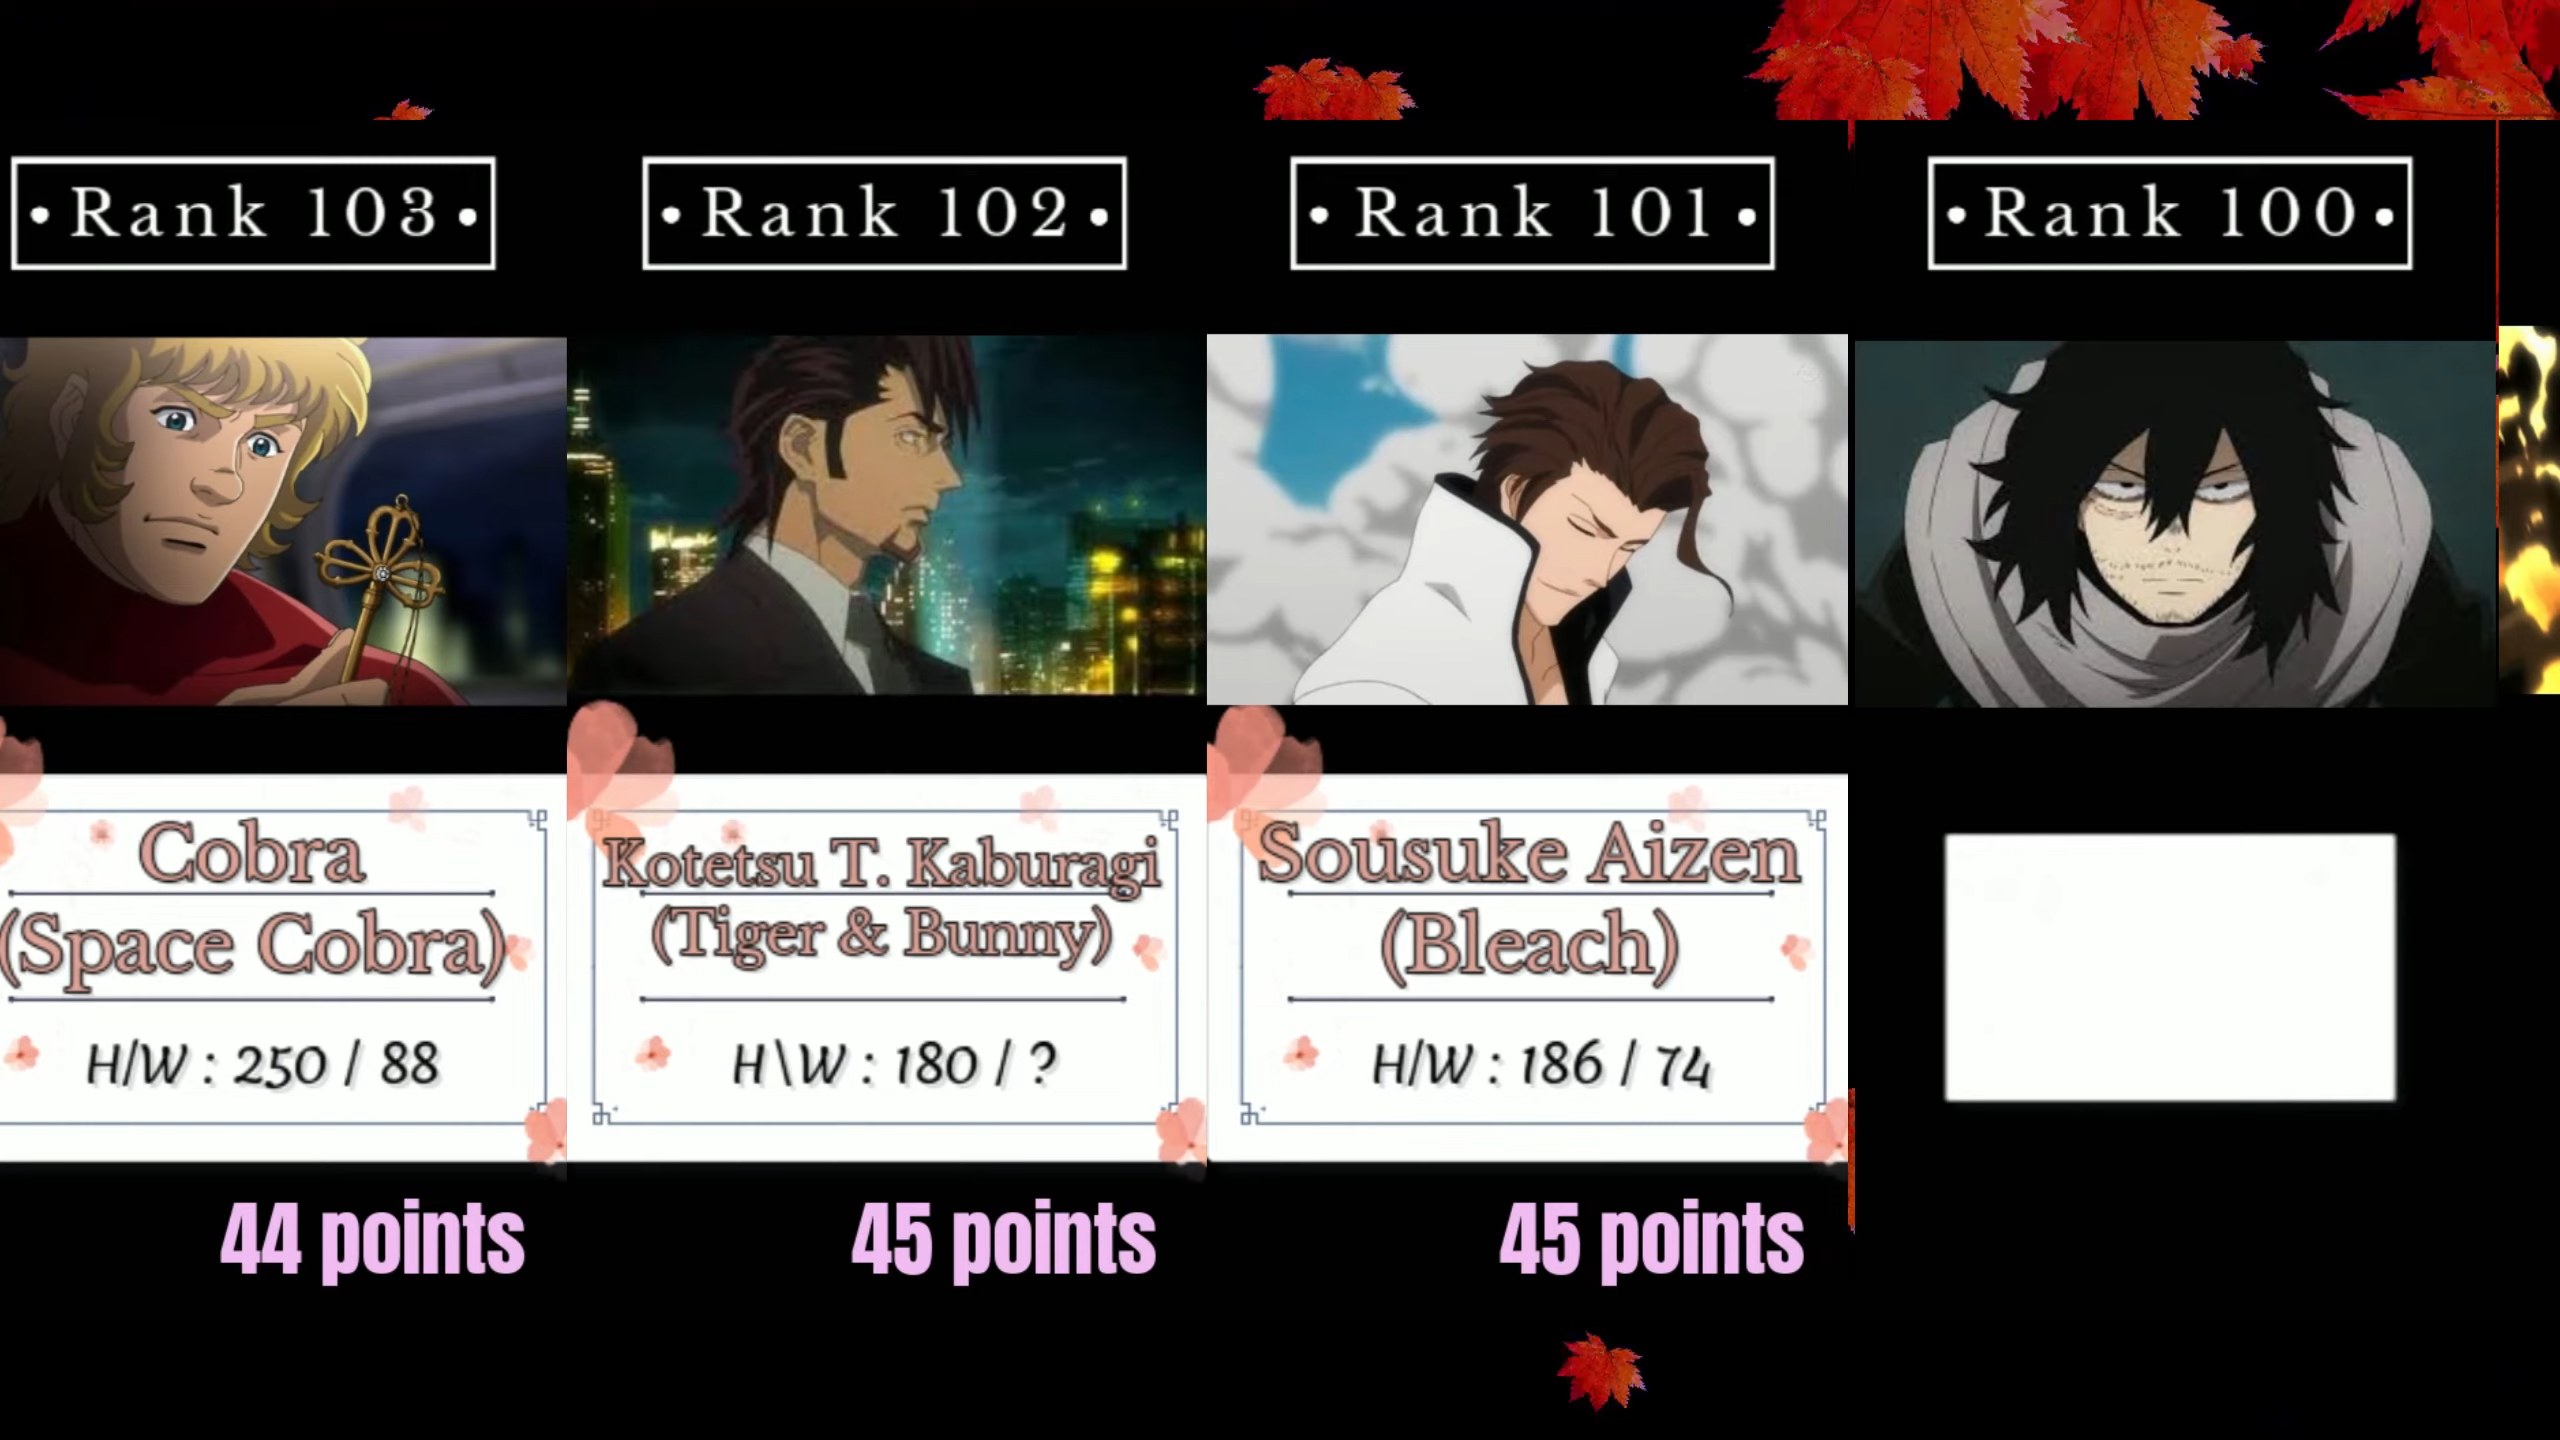 • Rank 103 •
Cobra
(Space Cobra)
H/W : 250 / 88
44 points
• Rank 102 •
Kotetsu T. Kaburagi
(Tiger & Bunny)
H\W : 180 / ?
45 points
• Rank 101 •
Sousuke Aizen
(Bleach)
H/W : 186 / 74
45 points
• Rank 100 •